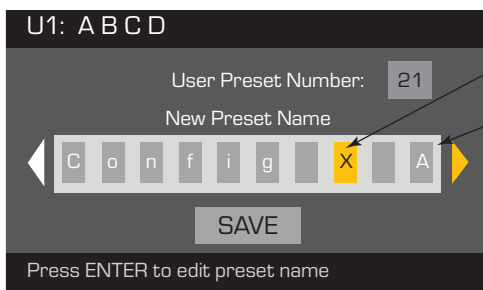 U1: A B C D
User Preset Number: 21
New Preset Name
C o n f i g X A
SAVE
Press ENTER to edit preset name